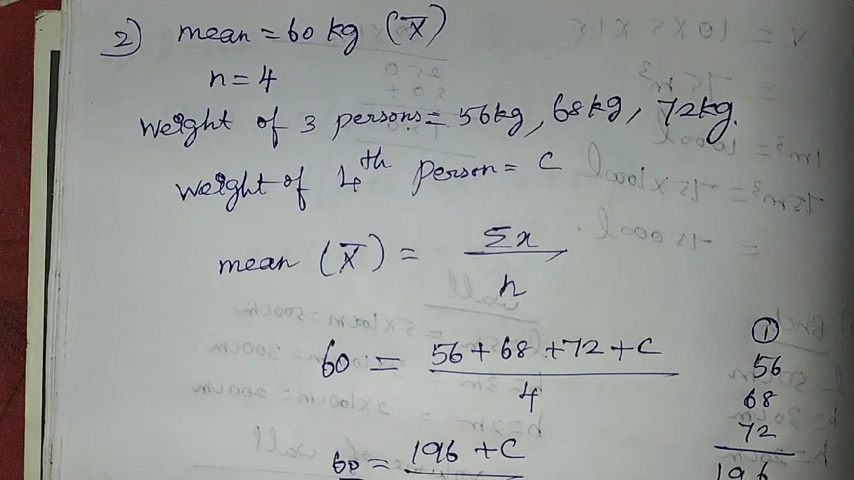 2) mean = 60 kg (X̅)
n = 4
Weight of 3 persons = 56kg, 68kg, 72kg.
Weight of 4th person = C
mean (X̅) = Σx / n
60 = 56 + 68 + 72 + C / 4
①
56
68
72
196
60 = 196 + C